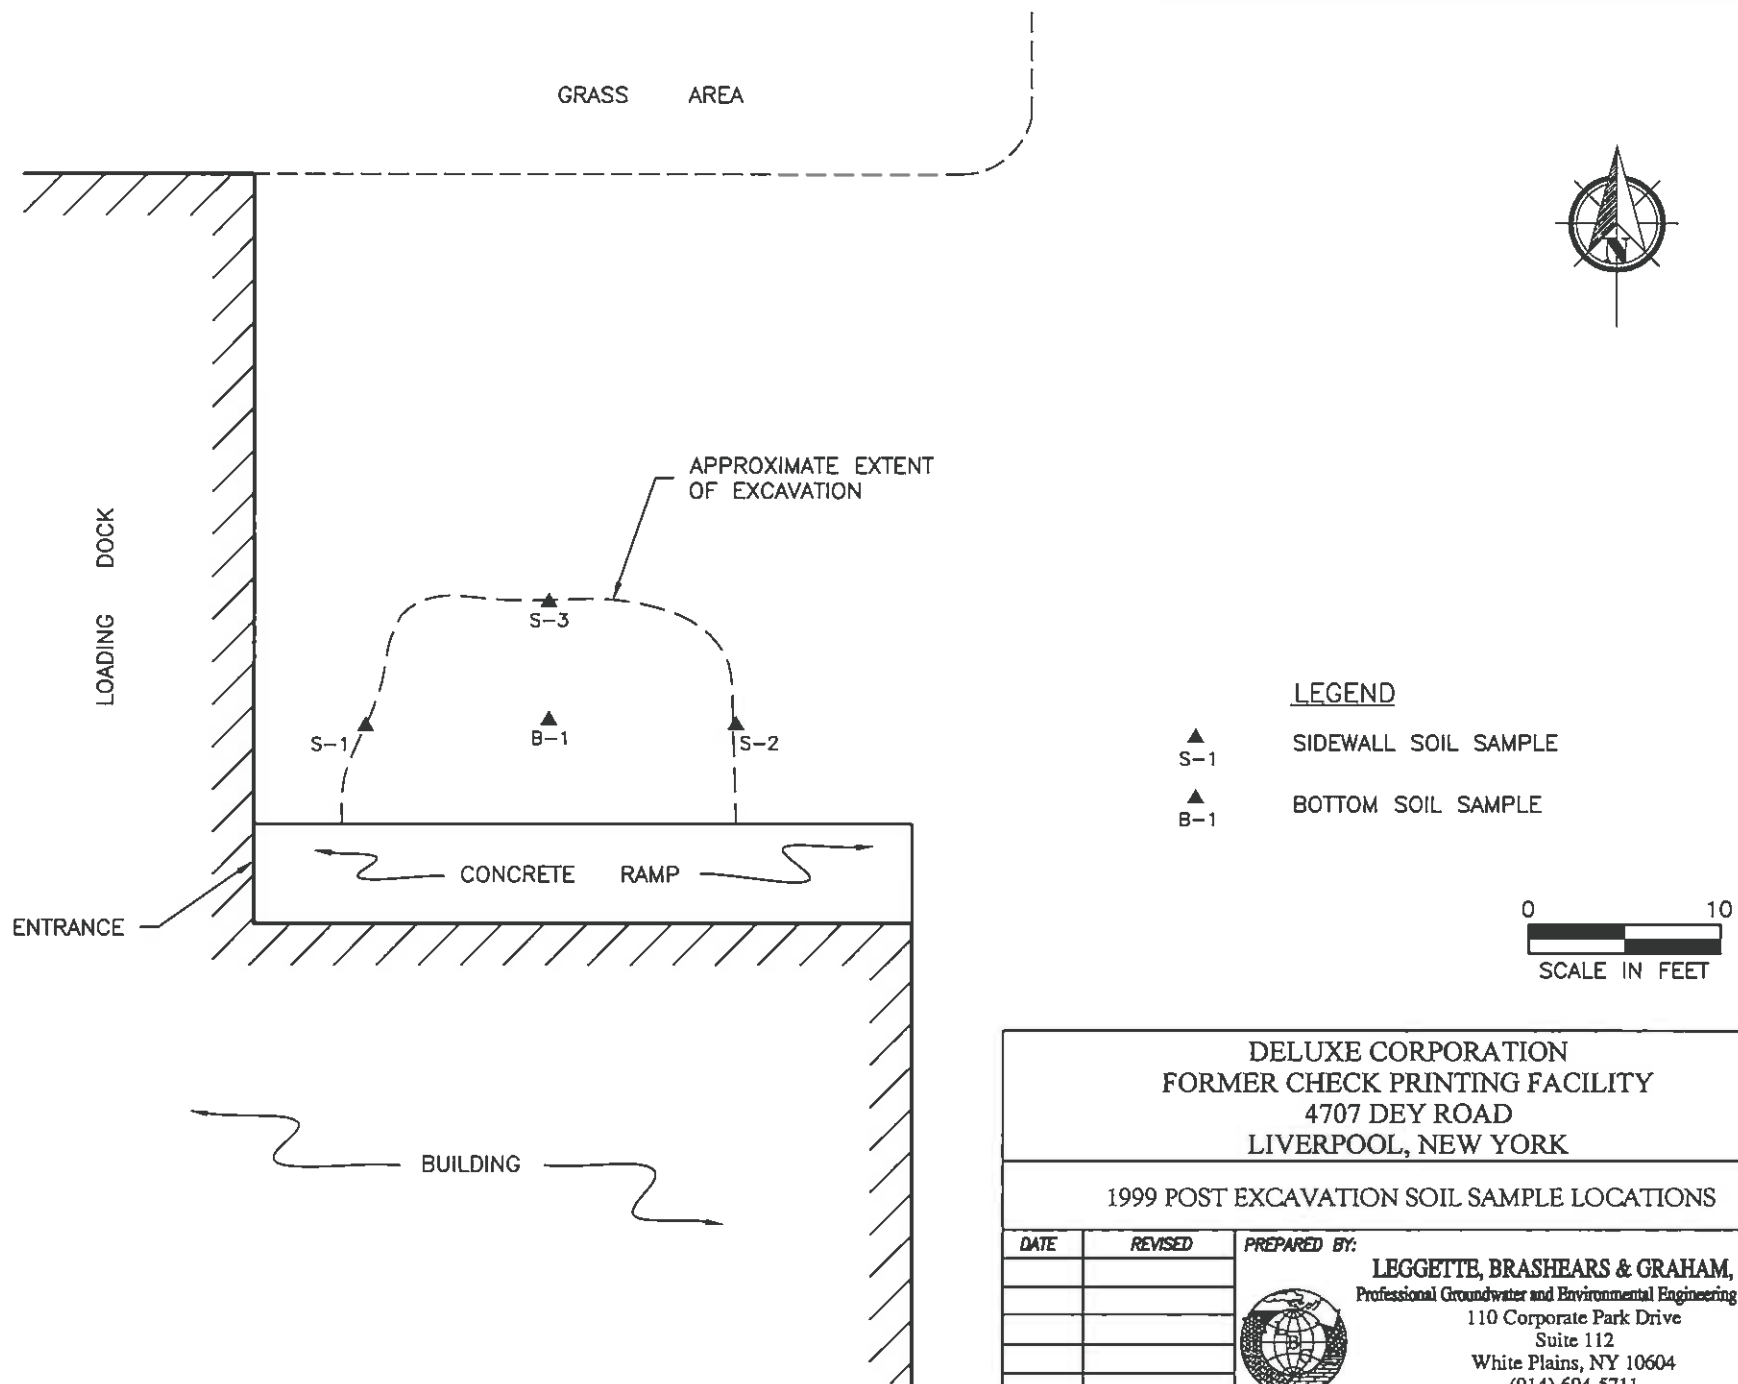 GRASS AREA
N
APPROXIMATE EXTENT
OF EXCAVATION
LOADING DOCK
S-3
S-1
B-1
S-2
LEGEND
S-1 SIDEWALL SOIL SAMPLE
B-1 BOTTOM SOIL SAMPLE
CONCRETE RAMP
ENTRANCE
0 10
SCALE IN FEET
BUILDING
DELUXE CORPORATION
FORMER CHECK PRINTING FACILITY
4707 DEY ROAD
LIVERPOOL, NEW YORK
1999 POST EXCAVATION SOIL SAMPLE LOCATIONS
DATE REVISED PREPARED BY:
LEGGETTE, BRASHEARS & GRAHAM,
Professional Groundwater and Environmental Engineering
110 Corporate Park Drive
Suite 112
White Plains, NY 10604
(914) 694-5711